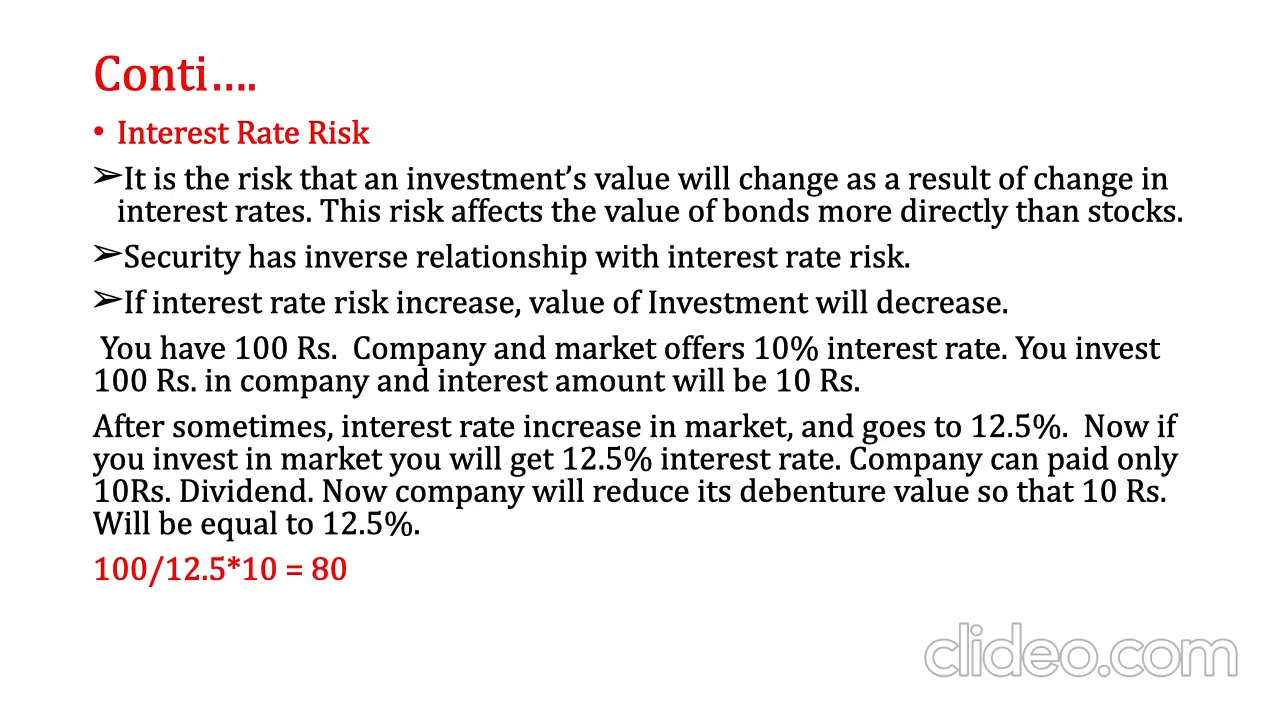 Conti….
• Interest Rate Risk
➢It is the risk that an investment’s value will change as a result of change in
interest rates. This risk affects the value of bonds more directly than stocks.
➢Security has inverse relationship with interest rate risk.
➢If interest rate risk increase, value of Investment will decrease.
You have 100 Rs.  Company and market offers 10% interest rate. You invest
100 Rs. in company and interest amount will be 10 Rs.
After sometimes, interest rate increase in market, and goes to 12.5%.  Now if
you invest in market you will get 12.5% interest rate. Company can paid only
10Rs. Dividend. Now company will reduce its debenture value so that 10 Rs.
Will be equal to 12.5%.
100/12.5*10 = 80
clideo.com